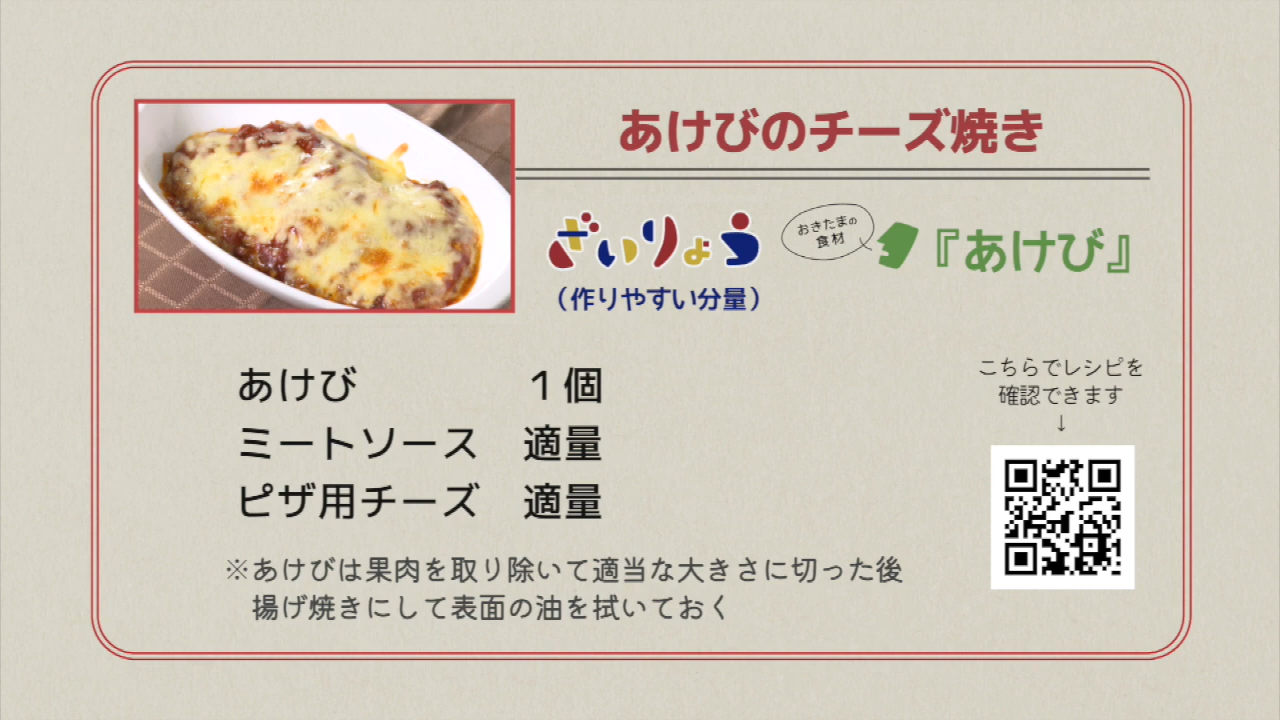 あけびのチーズ焼き
ざいりょう
おきたまの
食材
『あけび』
(作りやすい分量)
あけび 1個
ミートソース 適量
ピザ用チーズ 適量
こちらでレシピを
確認できます
↓
※あけびは果肉を取り除いて適当な大きさに切った後
揚げ焼きにして表面の油を拭いておく